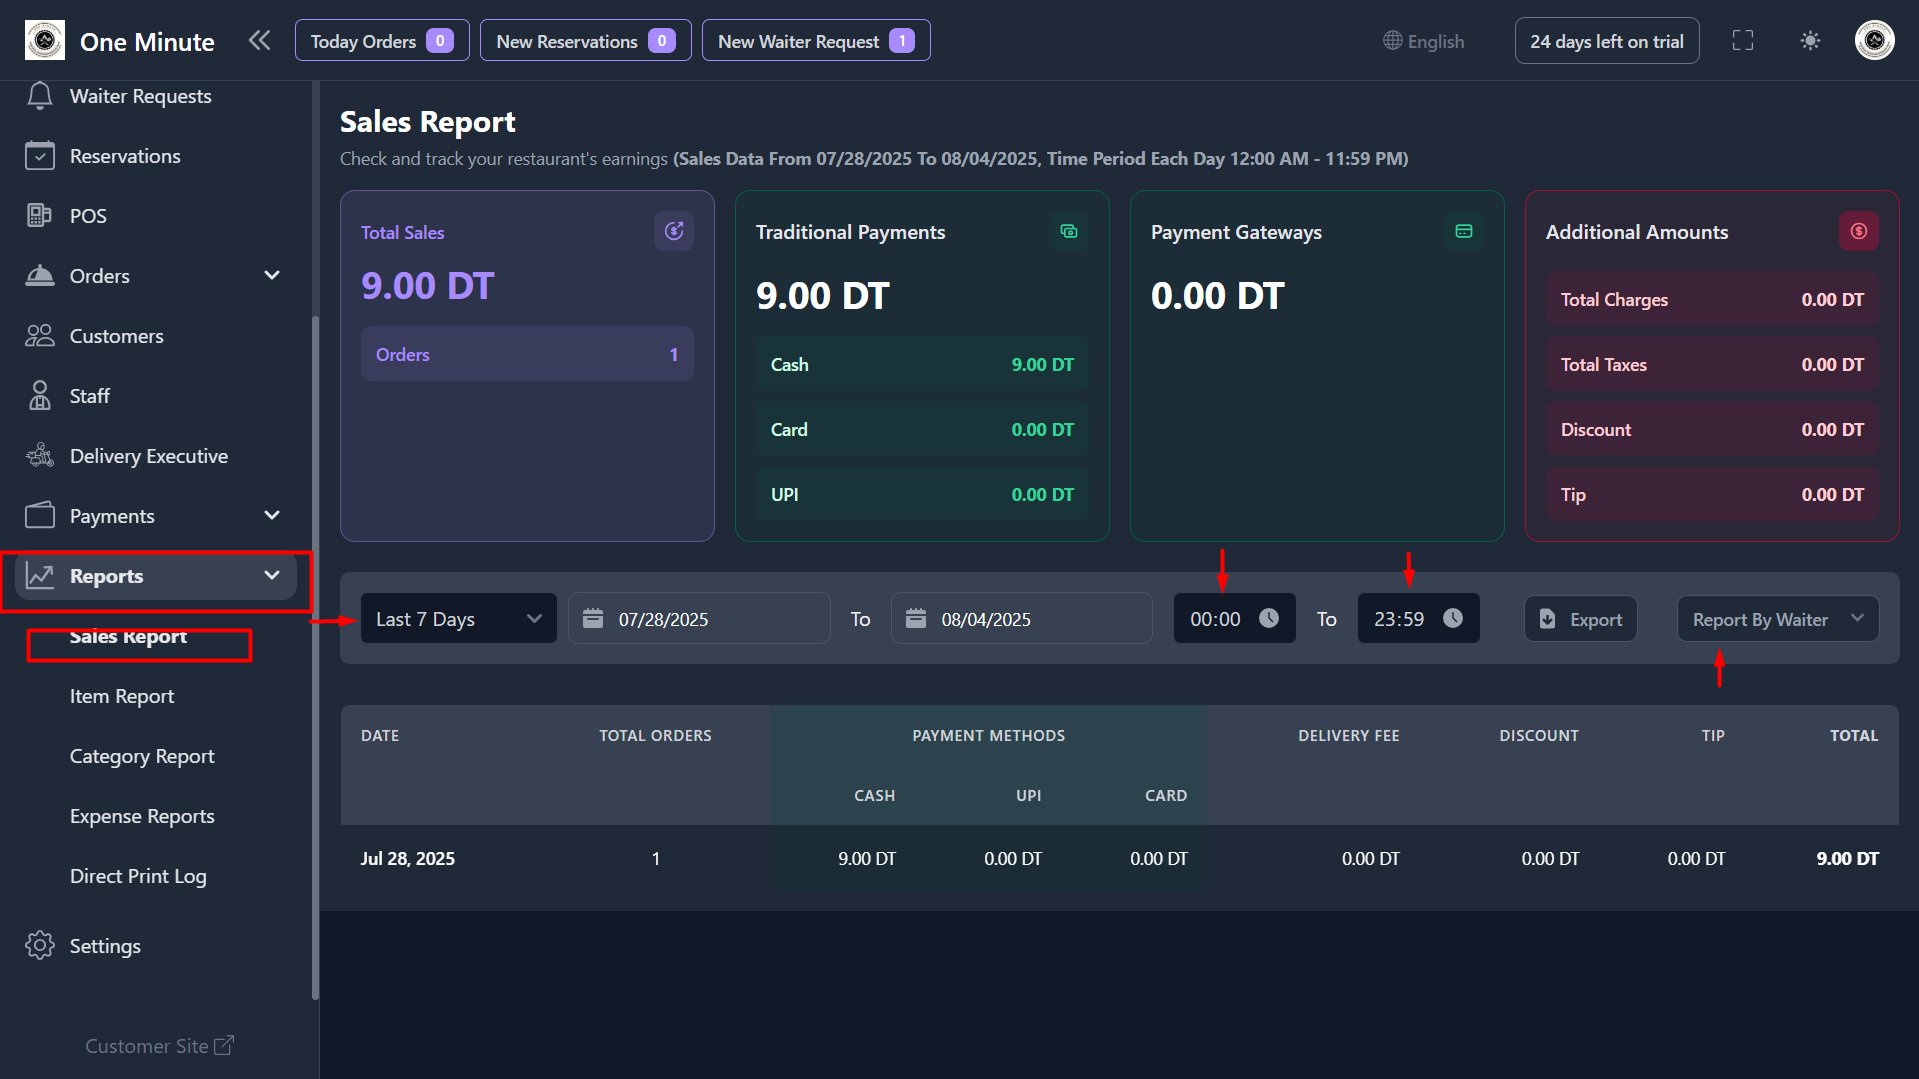 One Minute
Today Orders 0
New Reservations 0
New Waiter Request 1
English
24 days left on trial
Waiter Requests
Reservations
POS
Orders
Customers
Staff
Delivery Executive
Payments
Reports
Sales Report
Item Report
Category Report
Expense Reports
Direct Print Log
Settings
Customer Site
Sales Report
Check and track your restaurant's earnings (Sales Data From 07/28/2025 To 08/04/2025, Time Period Each Day 12:00 AM - 11:59 PM)
Total Sales
9.00 DT
Orders 1
Traditional Payments
9.00 DT
Cash 9.00 DT
Card 0.00 DT
UPI 0.00 DT
Payment Gateways
0.00 DT
Additional Amounts
Total Charges 0.00 DT
Total Taxes 0.00 DT
Discount 0.00 DT
Tip 0.00 DT
Last 7 Days 07/28/2025 To 08/04/2025 00:00 To 23:59 Export Report By Waiter
DATE TOTAL ORDERS PAYMENT METHODS DELIVERY FEE DISCOUNT TIP TOTAL
CASH UPI CARD
Jul 28, 2025 1 9.00 DT 0.00 DT 0.00 DT 0.00 DT 0.00 DT 0.00 DT 9.00 DT